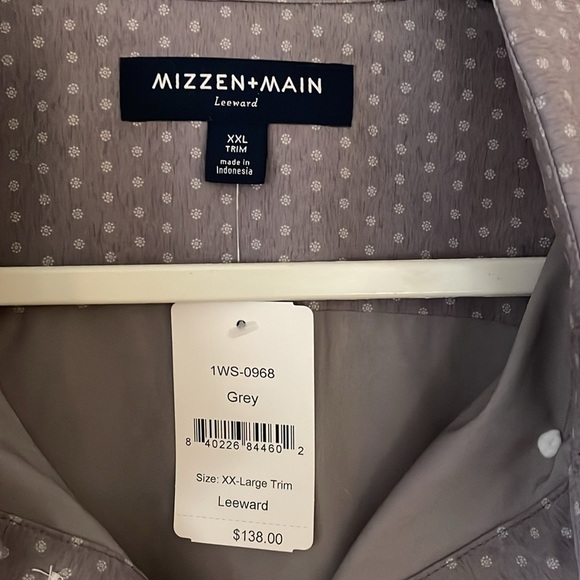 MIZZEN+MAIN
Leeward
XXL
TRIM
made in
Indonesia
1WS-0968
Grey
8 40226 84460 2
Size: XX-Large Trim
Leeward
$138.00